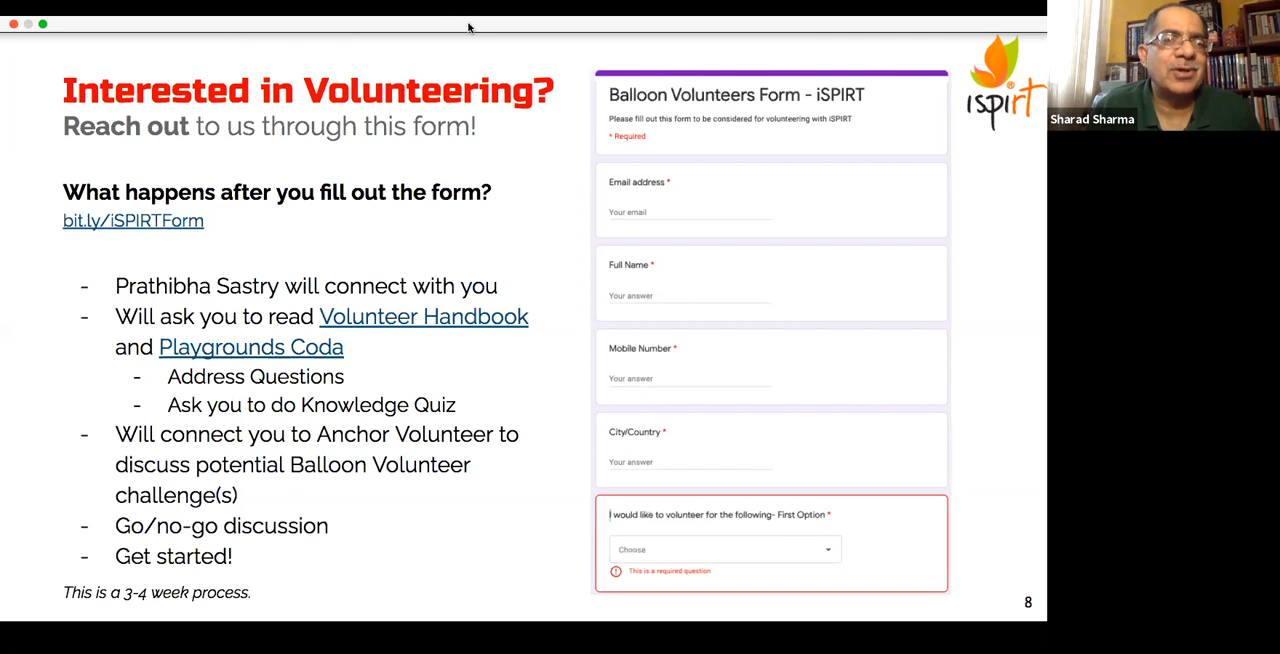 Interested in Volunteering?
Reach out to us through this form!
What happens after you fill out the form?
bit.ly/iSPIRTForm
- Prathibha Sastry will connect with you
- Will ask you to read Volunteer Handbook
and Playgrounds Coda
- Address Questions
- Ask you to do Knowledge Quiz
- Will connect you to Anchor Volunteer to
discuss potential Balloon Volunteer
challenge(s)
- Go/no-go discussion
- Get started!
This is a 3-4 week process.
Balloon Volunteers Form - iSPIRT
Please fill out this form to be considered for volunteering with iSPIRT
* Required
Email address *
Your email
Full Name *
Your answer
Mobile Number *
Your answer
City/Country *
Your answer
I would like to volunteer for the following- First Option *
Choose
This is a required question
ispirt
®
8
Sharad Sharma